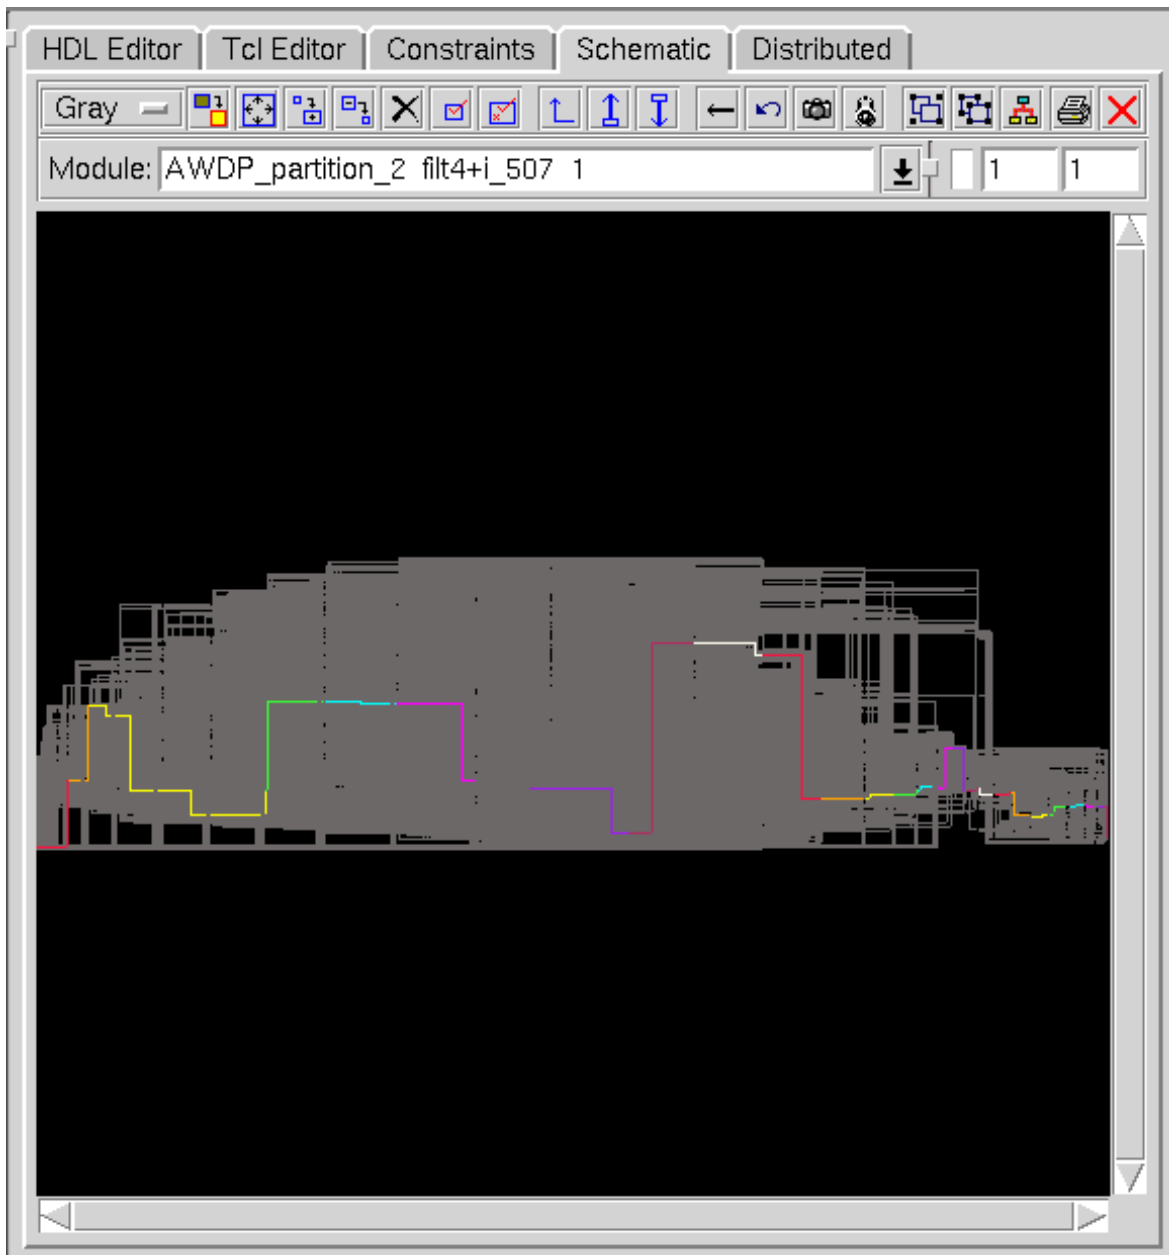 HDL Editor Tcl Editor Constraints Schematic Distributed
Gray
Module: AWDP_partition_2 filt4+i_507 1 1 1